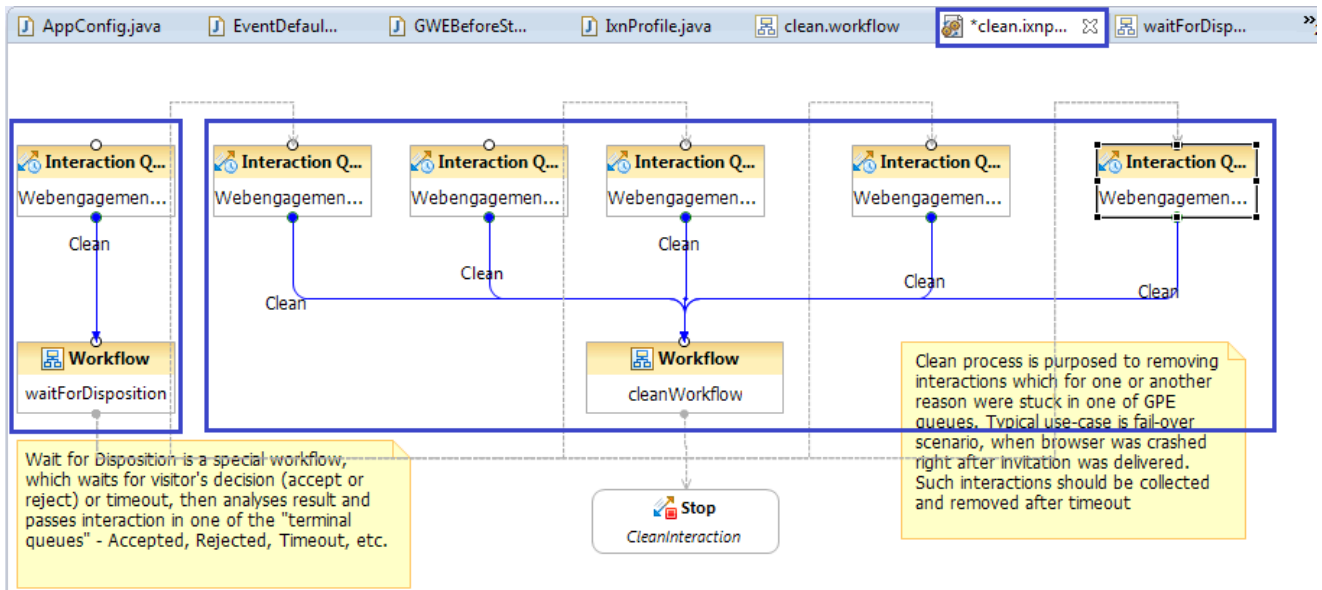 AppConfig.java
EventDefaul...
GWEBeforeSt...
IxnProfile.java
clean.workflow
*clean.ixnp...
waitForDisp...
Interaction Q...
Webengagemen...
Interaction Q...
Webengagemen...
Interaction Q...
Webengagemen...
Interaction Q...
Webengagemen...
Interaction Q...
Webengagemen...
Interaction Q...
Webengagemen...
Clean
Clean
Clean
Clean
Clean
Clean
Workflow
waitForDisposition
Workflow
cleanWorkflow
Clean process is purposed to removing
interactions which for one or another
reason were stuck in one of GPE
queues. Typical use-case is fail-over
scenario, when browser was crashed
right after invitation was delivered.
Such interactions should be collected
and removed after timeout
Wait for Disposition is a special workflow,
which waits for visitor's decision (accept or
reject) or timeout, then analyses result and
passes interaction in one of the "terminal
queues" - Accepted, Rejected, Timeout, etc.
Stop
CleanInteraction